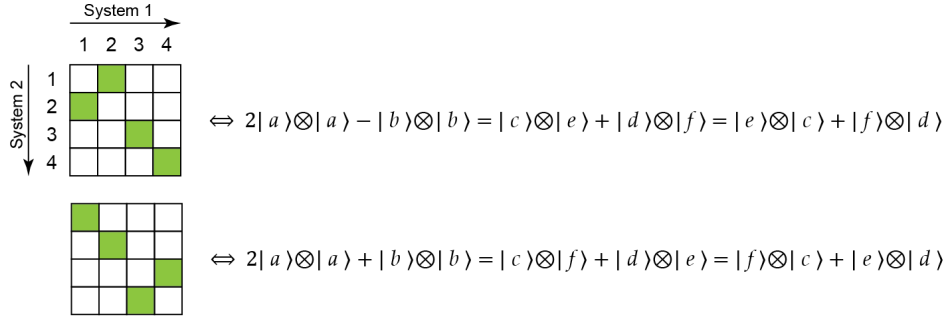 System 1
1 2 3 4
System 2
1
2
3
4
⇔ 2| a ⟩⊗| a ⟩ − | b ⟩⊗| b ⟩ = | c ⟩⊗| e ⟩ + | d ⟩⊗| f ⟩ = | e ⟩⊗| c ⟩ + | f ⟩⊗| d ⟩
⇔ 2| a ⟩⊗| a ⟩ + | b ⟩⊗| b ⟩ = | c ⟩⊗| f ⟩ + | d ⟩⊗| e ⟩ = | f ⟩⊗| c ⟩ + | e ⟩⊗| d ⟩